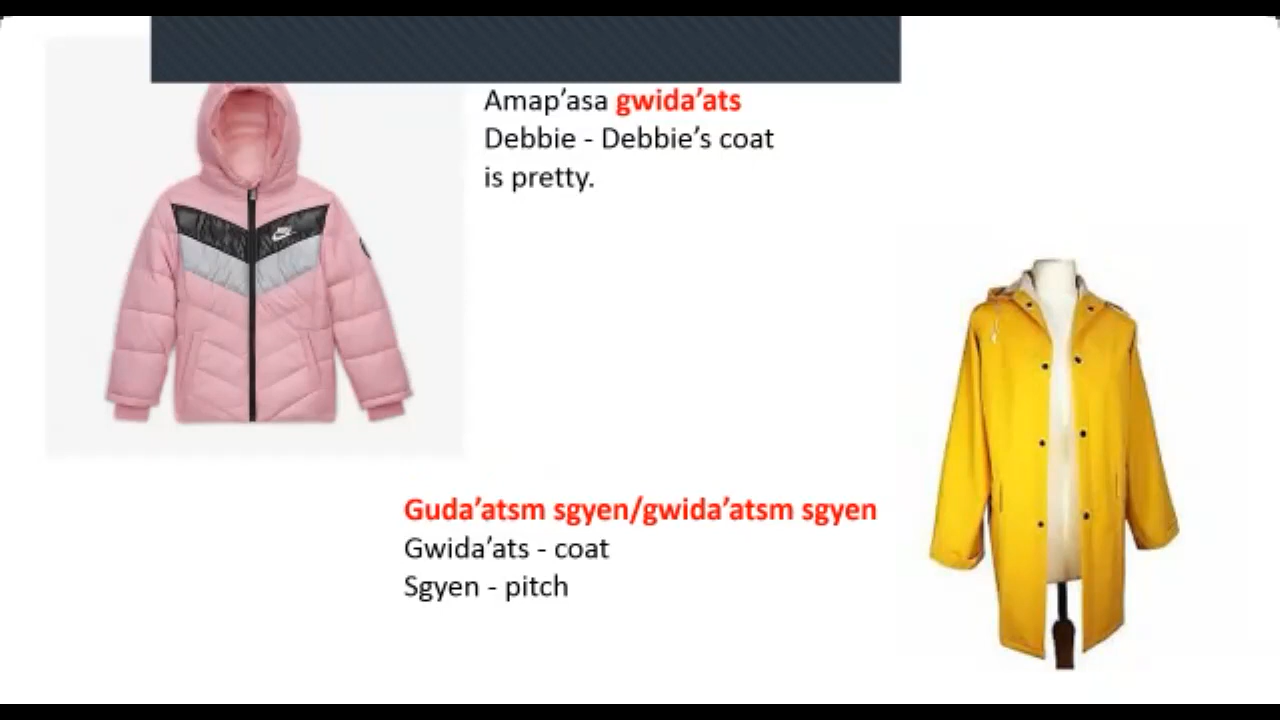 Amap’asa gwida’ats
Debbie - Debbie’s coat
is pretty.
Guda’atsm sgyen/gwida’atsm sgyen
Gwida’ats - coat
Sgyen - pitch